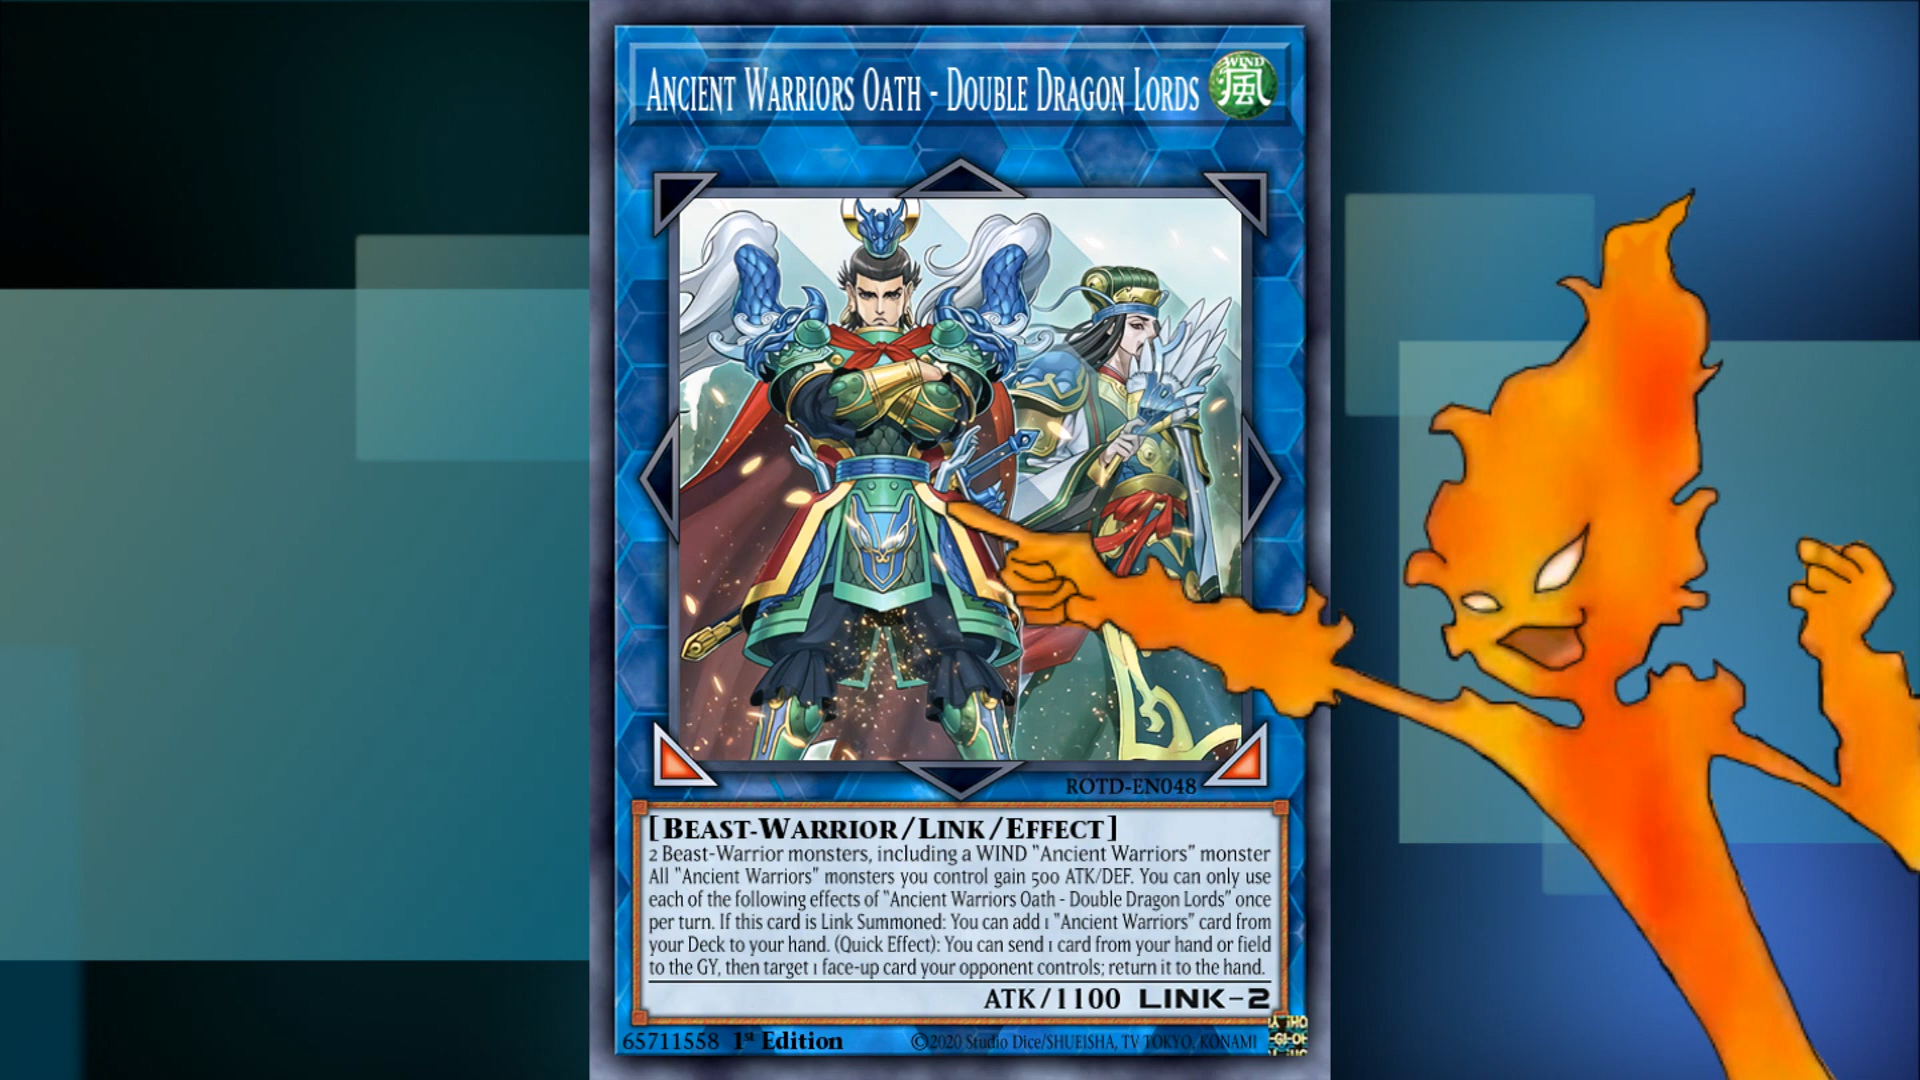 ANCIENT WARRIORS OATH - DOUBLE DRAGON LORDS
WIND
風
ROTD-EN048
[BEAST-WARRIOR/LINK/EFFECT]
2 Beast-Warrior monsters, including a WIND "Ancient Warriors" monster
All "Ancient Warriors" monsters you control gain 500 ATK/DEF. You can only use
each of the following effects of "Ancient Warriors Oath - Double Dragon Lords" once
per turn. If this card is Link Summoned: You can add 1 "Ancient Warriors" card from
your Deck to your hand. (Quick Effect): You can send 1 card from your hand or field
to the GY, then target 1 face-up card your opponent controls; return it to the hand.
ATK/1100 LINK-2
65711558 1st Edition ©2020 Studio Dice/SHUEISHA, TV TOKYO, KONAMI